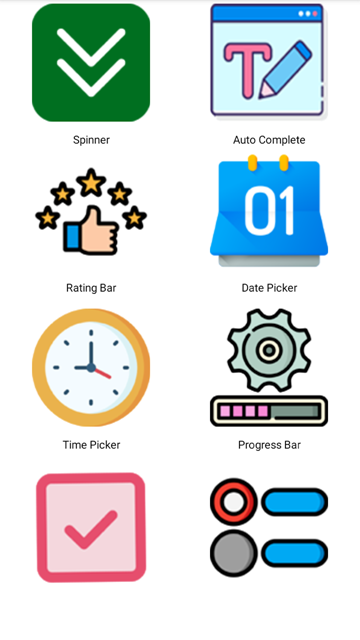 T
Spinner
Auto Complete
01
Rating Bar
Date Picker
Time Picker
Progress Bar